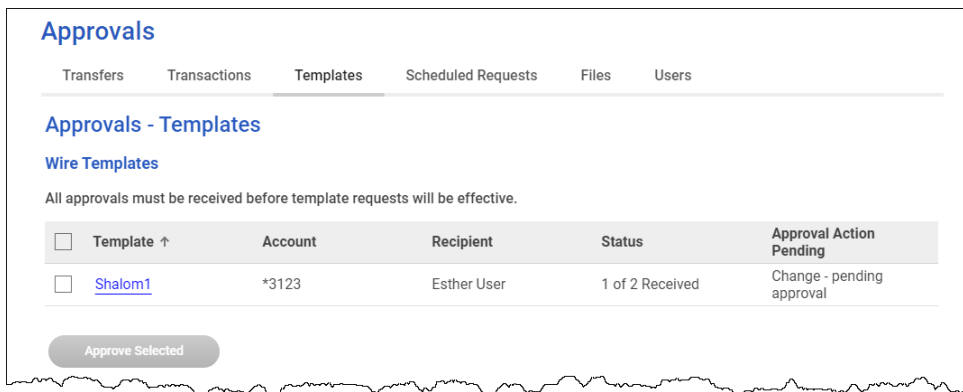 Approvals
Transfers Transactions Templates Scheduled Requests Files Users
Approvals - Templates
Wire Templates
All approvals must be received before template requests will be effective.
Template ↑ Account Recipient Status Approval Action Pending
Shalom1 *3123 Esther User 1 of 2 Received Change - pending approval
Approve Selected